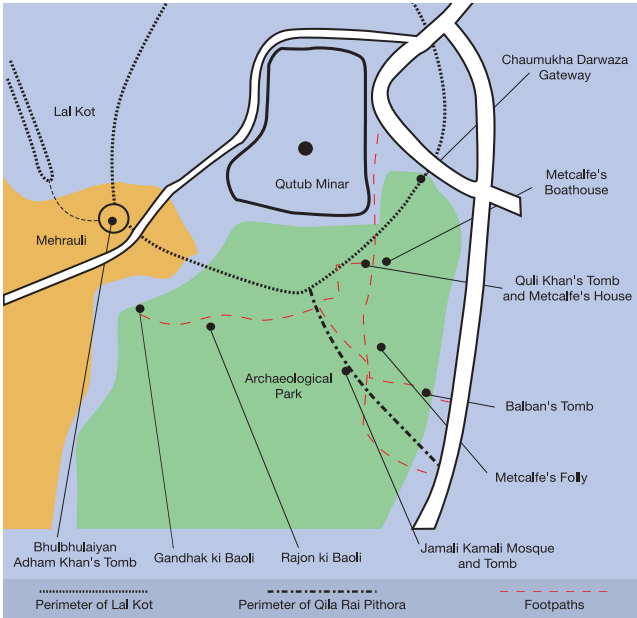 Chaumukha Darwaza
Gateway
Lal Kot
Metcalfe's
Boathouse
Qutub Minar
Mehrauli
Quli Khan's Tomb
and Metcalfe's House
Archaeological
Park
Balban's Tomb
Metcalfe's Folly
Bhulbhulaiyan
Adham Khan's Tomb
Gandhak ki Baoli
Rajon ki Baoli
Jamali Kamali Mosque
and Tomb
Perimeter of Lal Kot
Perimeter of Qila Rai Pithora
Footpaths